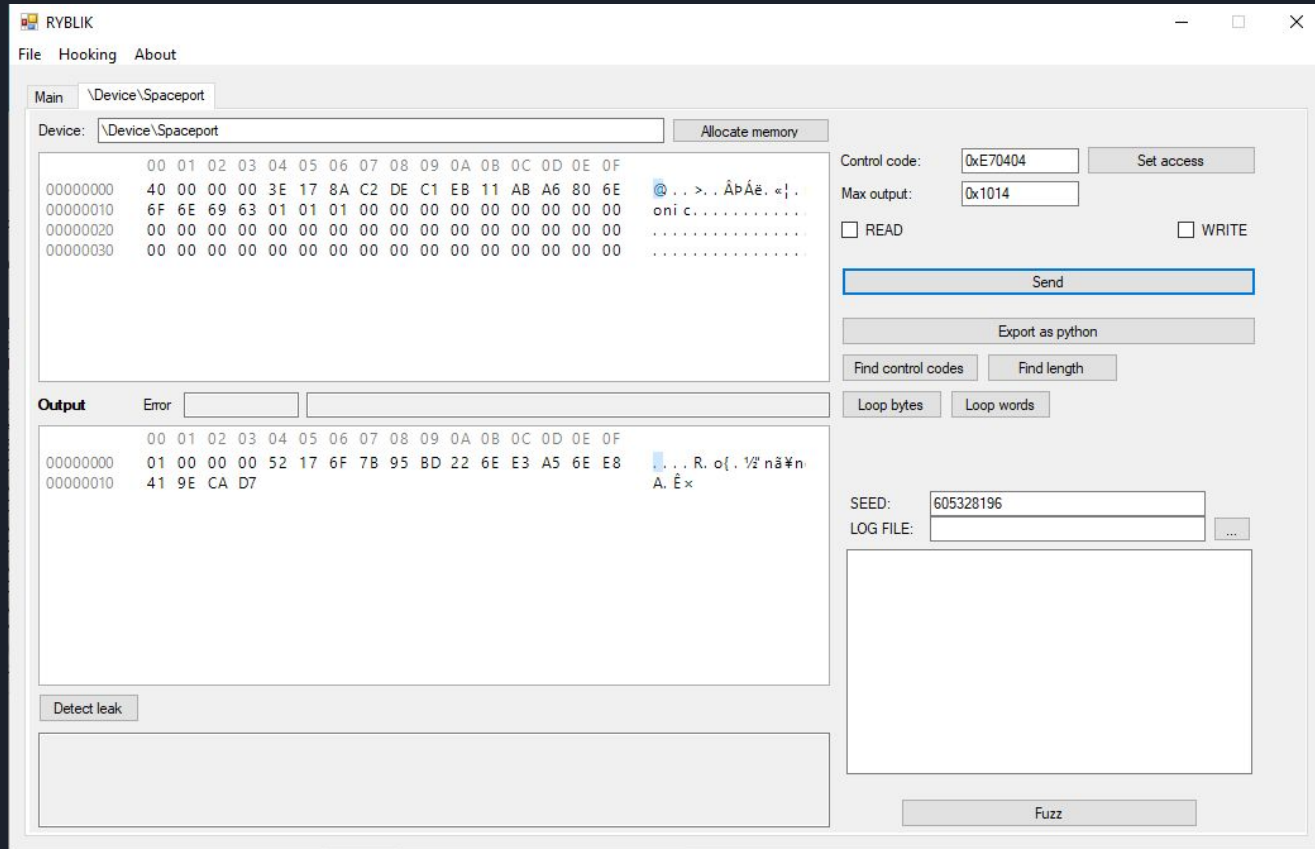 RYBLIK
File Hooking About
Main \Device\Spaceport
Device: \Device\Spaceport Allocate memory
00 01 02 03 04 05 06 07 08 09 0A 0B 0C 0D 0E 0F
00000000 40 00 00 00 3E 17 8A C2 DE C1 EB 11 AB A6 80 6E @...>..ÂÞÁë.«¦.
00000010 6F 6E 69 63 01 01 01 00 00 00 00 00 00 00 00 00 onic............
00000020 00 00 00 00 00 00 00 00 00 00 00 00 00 00 00 00 ................
00000030 00 00 00 00 00 00 00 00 00 00 00 00 00 00 00 00 ................
Control code: 0xE70404 Set access
Max output: 0x1014
READ WRITE
Send
Export as python
Find control codes Find length
Loop bytes Loop words
Output Error
00 01 02 03 04 05 06 07 08 09 0A 0B 0C 0D 0E 0F
00000000 01 00 00 00 52 17 6F 7B 95 BD 22 6E E3 A5 6E E8 ....R.o{.½"nã¥n
00000010 41 9E CA D7 A.Ê×
SEED: 605328196
LOG FILE: ...
Detect leak
Fuzz